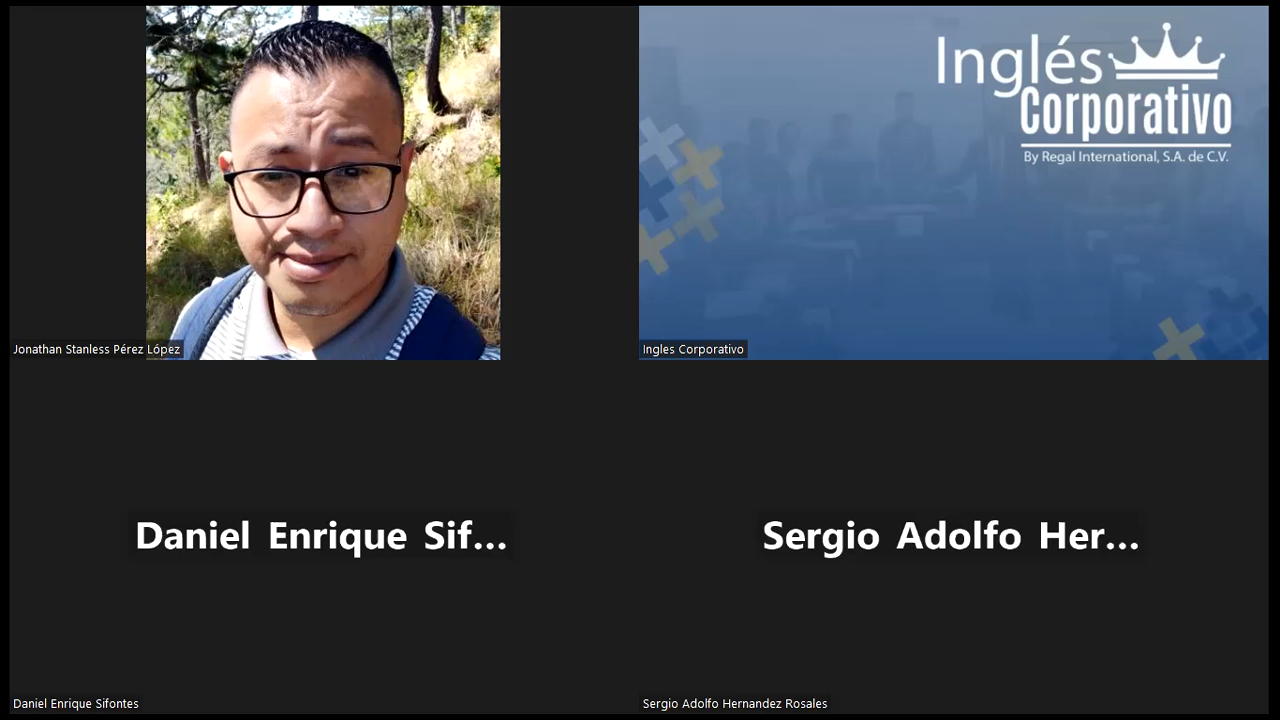 Inglés
Corporativo
By Regal International, S.A. de C.V.
Jonathan Stanless Pérez López
Ingles Corporativo
Daniel Enrique Sif...
Sergio Adolfo Her...
Daniel Enrique Sifontes
Sergio Adolfo Hernandez Rosales